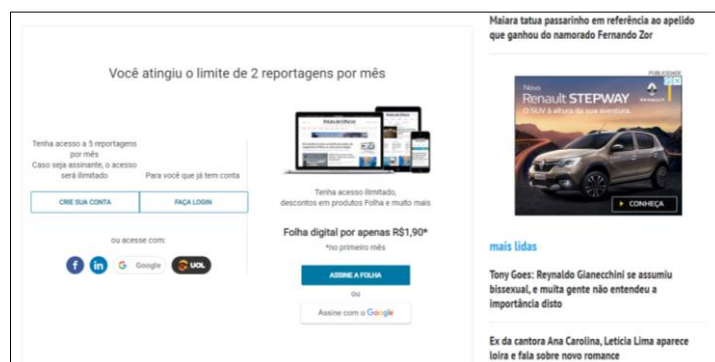 Você atingiu o limite de 2 reportagens por mês
Tenha acesso a 5 reportagens
por mês
Caso seja assinante, o acesso
será ilimitado
Para você que já tem conta
CRIE SUA CONTA
FAÇA LOGIN
ou acesse com:
f
in
G Google
UOL
Tenha acesso ilimitado,
descontos em produtos Folha e muito mais
Folha digital por apenas R$1,90*
*no primeiro mês
ASSINE A FOLHA
ou
Assine com o Google
Maiara tatua passarinho em referência ao apelido
que ganhou do namorado Fernando Zor
PUBLICIDADE
Novo
Renault STEPWAY
O SUV à altura da sua aventura.
CONHEÇA
mais lidas
Tony Goes: Reynaldo Gianecchini se assumiu
bissexual, e muita gente não entendeu a
importância disto
Ex da cantora Ana Carolina, Leticia Lima aparece
loira e fala sobre novo romance